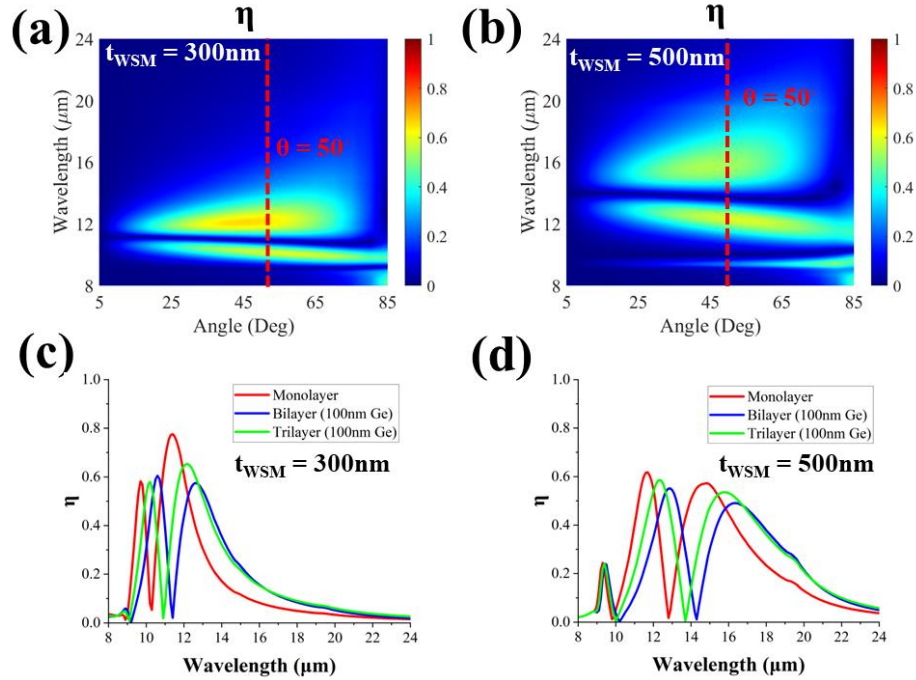 (a)
η
t_WSM = 300nm
θ = 50°
Wavelength (μm)
24
20
16
12
8
5
25
45
65
85
Angle (Deg)
1
0.8
0.6
0.4
0.2
0
(b)
η
t_WSM = 500nm
θ = 50°
Wavelength (μm)
24
20
16
12
8
5
25
45
65
85
Angle (Deg)
1
0.8
0.6
0.4
0.2
0
(c)
Monolayer
Bilayer (100nm Ge)
Trilayer (100nm Ge)
t_WSM = 300nm
η
1.0
0.8
0.6
0.4
0.2
0.0
8 10 12 14 16 18 20 22 24
Wavelength (μm)
(d)
Monolayer
Bilayer (100nm Ge)
Trilayer (100nm Ge)
t_WSM = 500nm
η
1.0
0.8
0.6
0.4
0.2
0.0
8 10 12 14 16 18 20 22 24
Wavelength (μm)